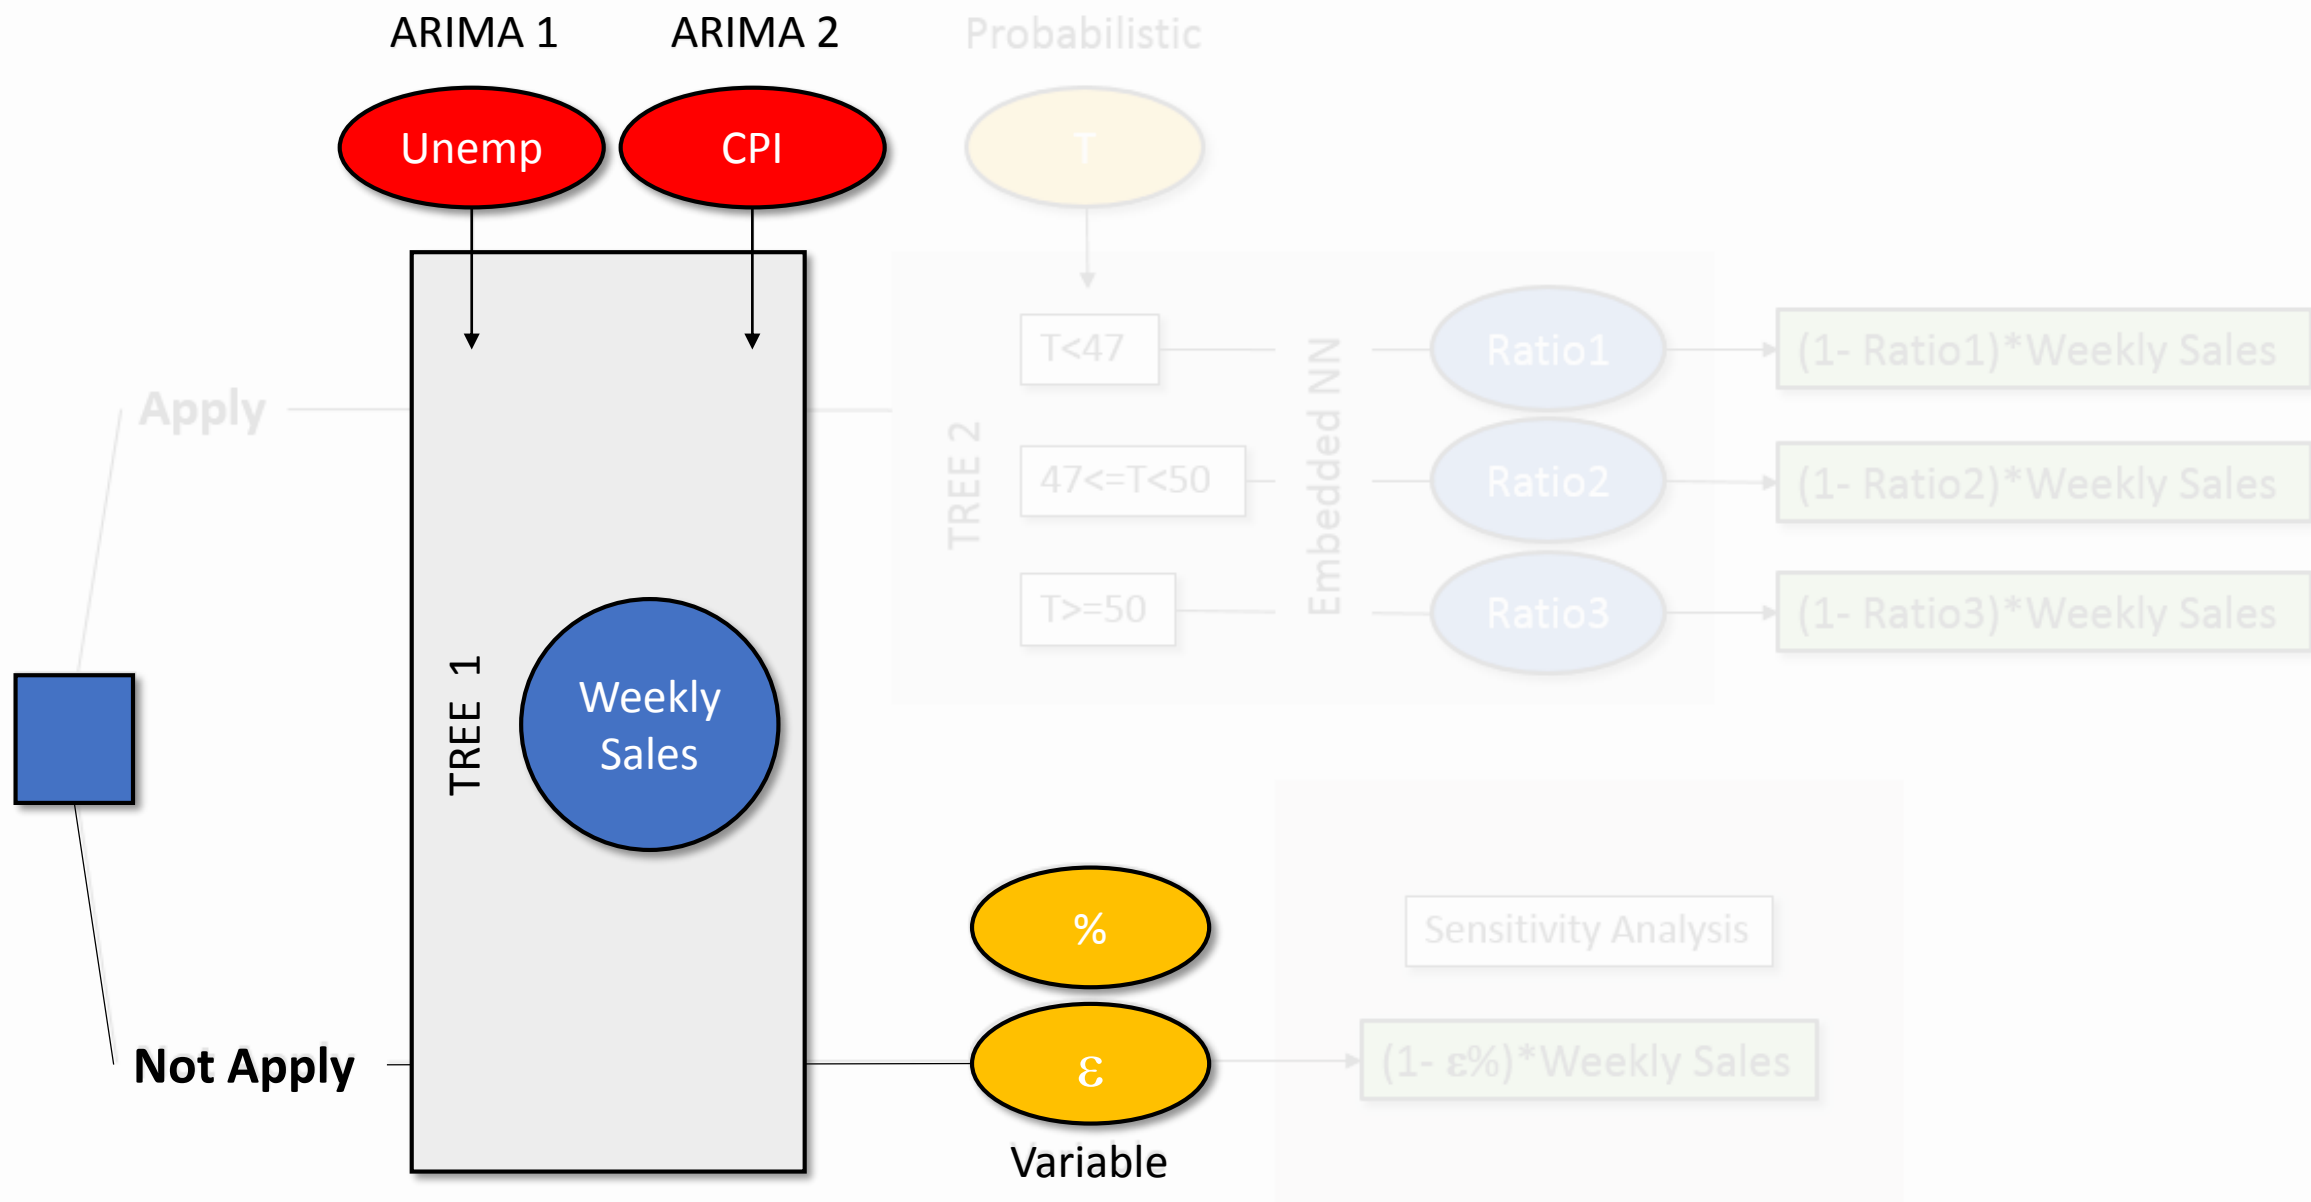 ARIMA 1
ARIMA 2
Probabilistic
Unemp
CPI
T
Apply
TREE 1
Weekly
Sales
TREE 2
T<47
47<=T<50
T>=50
Embedded NN
Ratio1
Ratio2
Ratio3
(1- Ratio1)*Weekly Sales
(1- Ratio2)*Weekly Sales
(1- Ratio3)*Weekly Sales
Not Apply
%
ε
Variable
Sensitivity Analysis
(1- ε%)*Weekly Sales